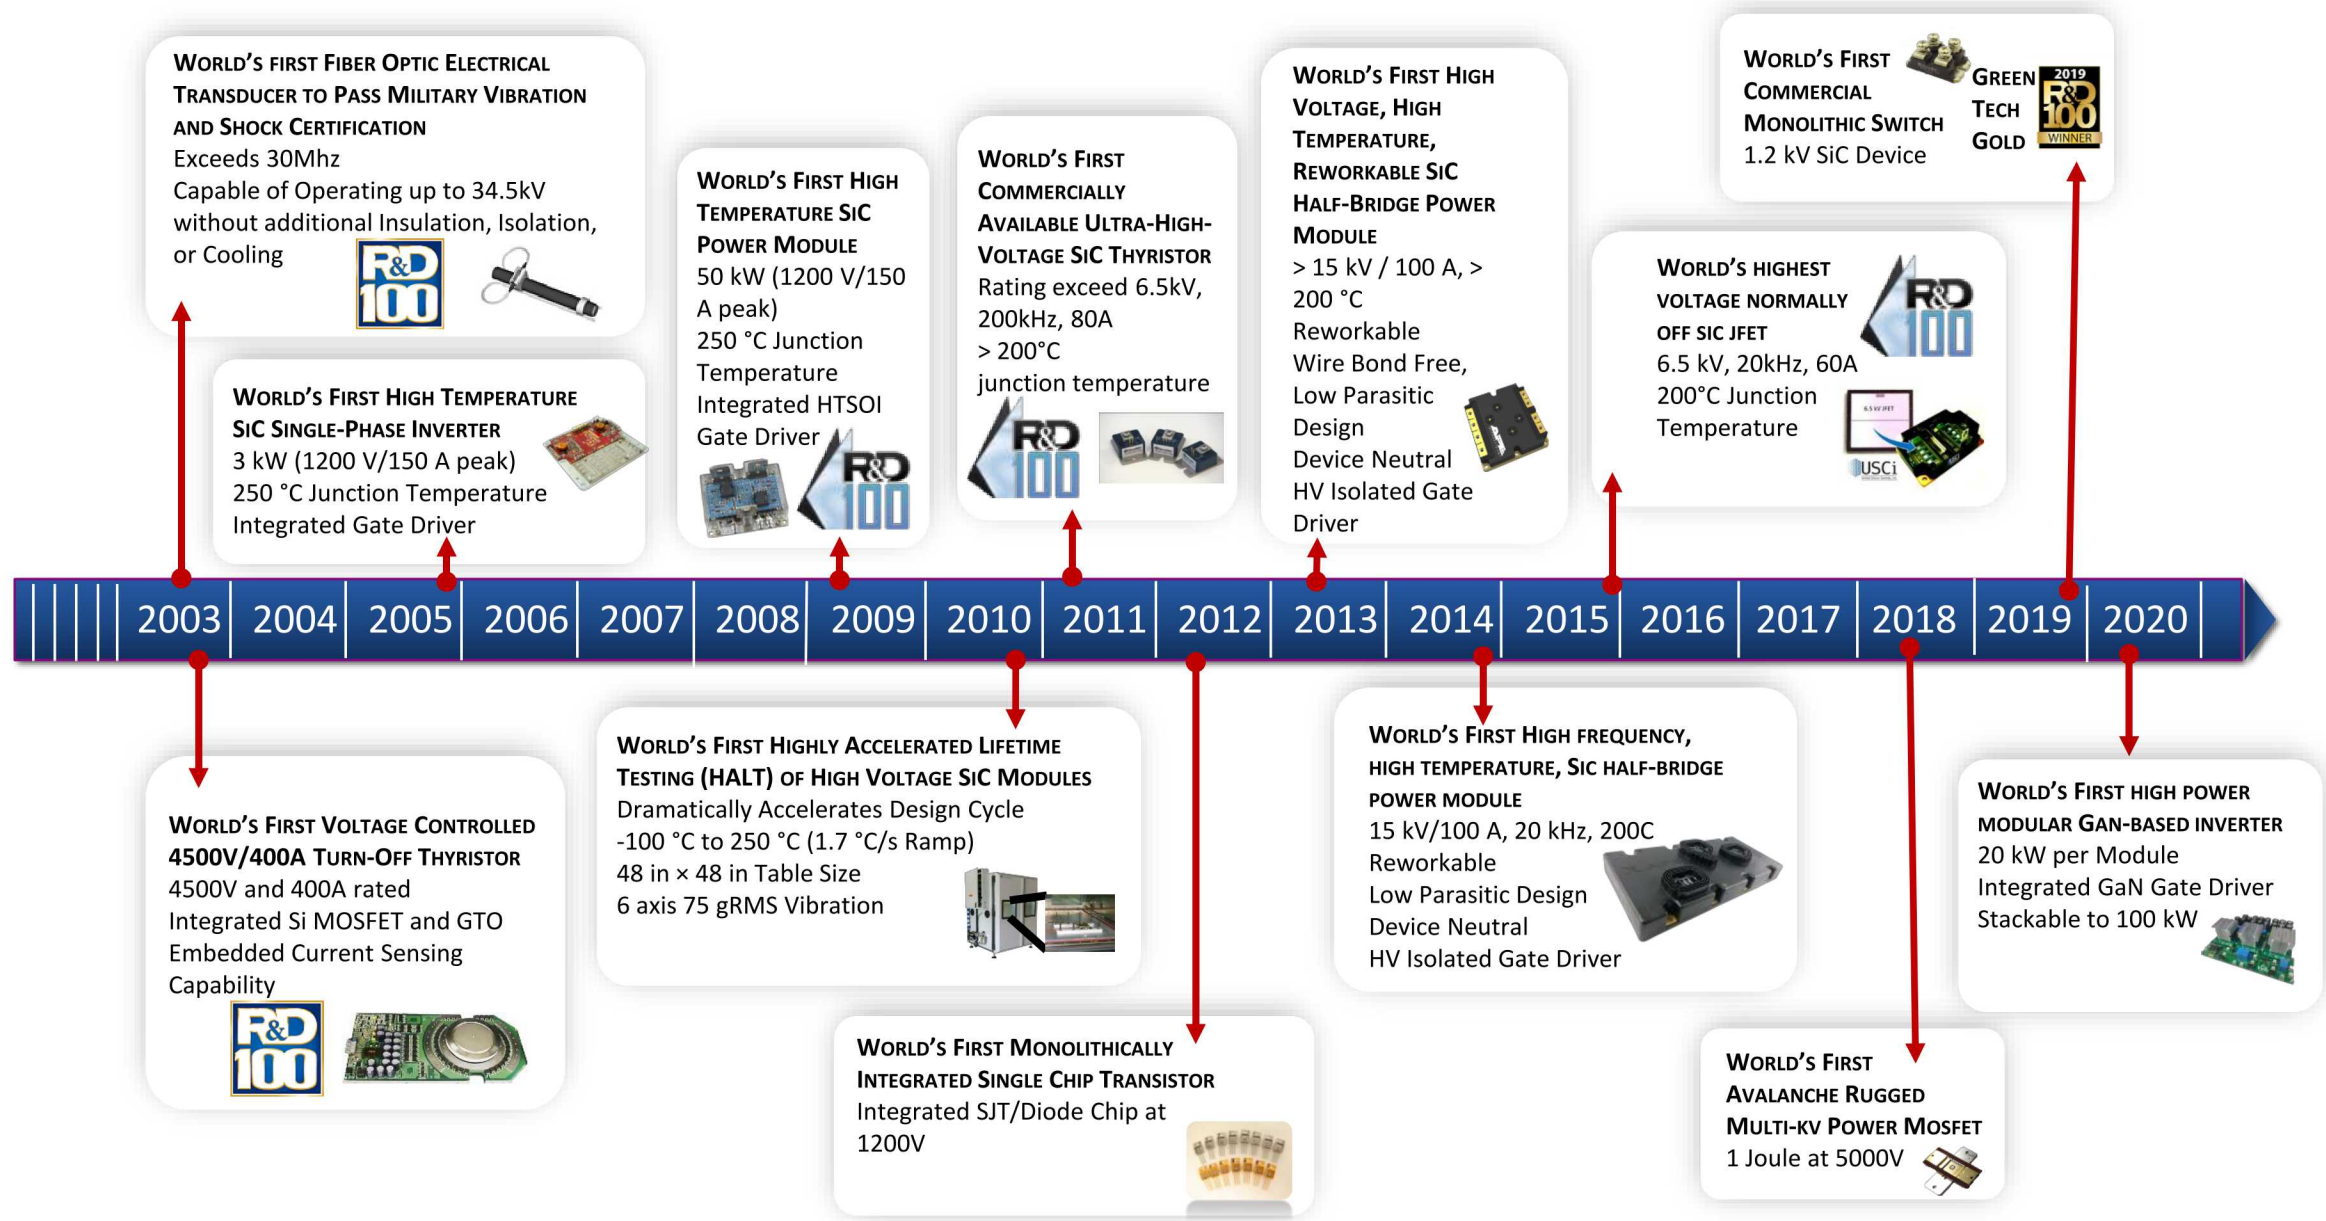 WORLD'S FIRST FIBER OPTIC ELECTRICAL
TRANSDUCER TO PASS MILITARY VIBRATION
AND SHOCK CERTIFICATION
Exceeds 30Mhz
Capable of Operating up to 34.5kV
without additional Insulation, Isolation,
or Cooling
R&D
100
WORLD'S FIRST HIGH TEMPERATURE
SIC SINGLE-PHASE INVERTER
3 kW (1200 V/150 A peak)
250 °C Junction Temperature
Integrated Gate Driver
WORLD'S FIRST HIGH
TEMPERATURE SIC
POWER MODULE
50 kW (1200 V/150
A peak)
250 °C Junction
Temperature
Integrated HTSOI
Gate Driver
R&D
100
WORLD'S FIRST
COMMERCIALLY
AVAILABLE ULTRA-HIGH-
VOLTAGE SIC THYRISTOR
Rating exceed 6.5kV,
200kHz, 80A
> 200°C
junction temperature
R&D
100
WORLD'S FIRST HIGH
VOLTAGE, HIGH
TEMPERATURE,
REWORKABLE SIC
HALF-BRIDGE POWER
MODULE
> 15 kV / 100 A, >
200 °C
Reworkable
Wire Bond Free,
Low Parasitic
Design
Device Neutral
HV Isolated Gate
Driver
WORLD'S HIGHEST
VOLTAGE NORMALLY
OFF SIC JFET
6.5 kV, 20kHz, 60A
200°C Junction
Temperature
R&D
100
6.5 kV JFET
USCi
WORLD'S FIRST
COMMERCIAL
MONOLITHIC SWITCH
1.2 kV SiC Device
GREEN
TECH
GOLD
2019
R&D
100
WINNER
2003
2004
2005
2006
2007
2008
2009
2010
2011
2012
2013
2014
2015
2016
2017
2018
2019
2020
WORLD'S FIRST VOLTAGE CONTROLLED
4500V/400A TURN-OFF THYRISTOR
4500V and 400A rated
Integrated Si MOSFET and GTO
Embedded Current Sensing
Capability
R&D
100
WORLD'S FIRST HIGHLY ACCELERATED LIFETIME
TESTING (HALT) OF HIGH VOLTAGE SIC MODULES
Dramatically Accelerates Design Cycle
-100 °C to 250 °C (1.7 °C/s Ramp)
48 in × 48 in Table Size
6 axis 75 gRMS Vibration
WORLD'S FIRST MONOLITHICALLY
INTEGRATED SINGLE CHIP TRANSISTOR
Integrated SJT/Diode Chip at
1200V
WORLD'S FIRST HIGH FREQUENCY,
HIGH TEMPERATURE, SIC HALF-BRIDGE
POWER MODULE
15 kV/100 A, 20 kHz, 200C
Reworkable
Low Parasitic Design
Device Neutral
HV Isolated Gate Driver
WORLD'S FIRST
AVALANCHE RUGGED
MULTI-KV POWER MOSFET
1 Joule at 5000V
WORLD'S FIRST HIGH POWER
MODULAR GAN-BASED INVERTER
20 kW per Module
Integrated GaN Gate Driver
Stackable to 100 kW